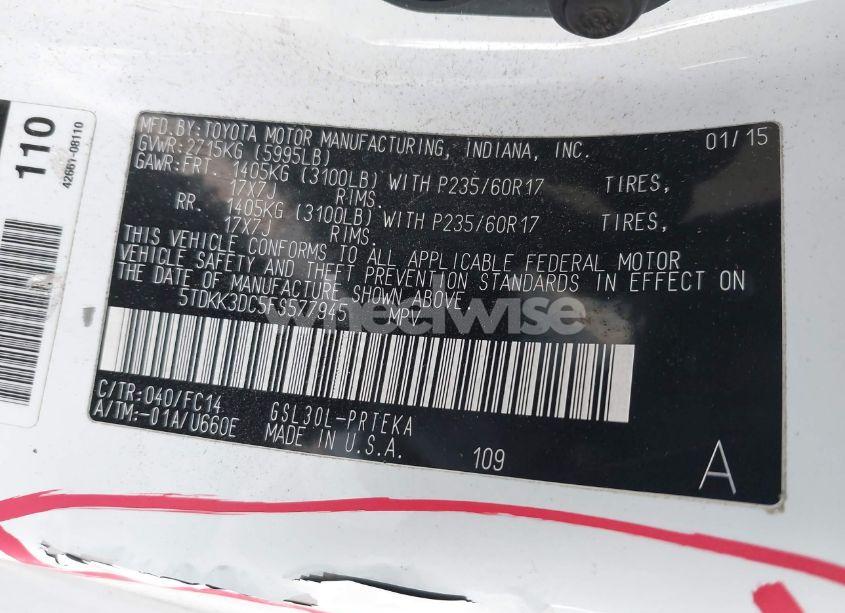 110
42661-08110
MFD.BY:TOYOTA MOTOR MANUFACTURING, INDIANA, INC. 01/15
GVWR:2715KG (5995LB)
GAWR:FRT. 1405KG (3100LB) WITH P235/60R17 TIRES,
17X7J RIMS.
RR. 1405KG (3100LB) WITH P235/60R17 TIRES,
17X7J RIMS.
THIS VEHICLE CONFORMS TO ALL APPLICABLE FEDERAL MOTOR
VEHICLE SAFETY AND THEFT PREVENTION STANDARDS IN EFFECT ON
THE DATE OF MANUFACTURE SHOWN ABOVE.
5TDKK3DC5FS577945 MPV
wheelwise
C/TR:040/FC14
A/TM:-01A/U660E
GSL30L-PRTEKA
MADE IN U.S.A.
109
A